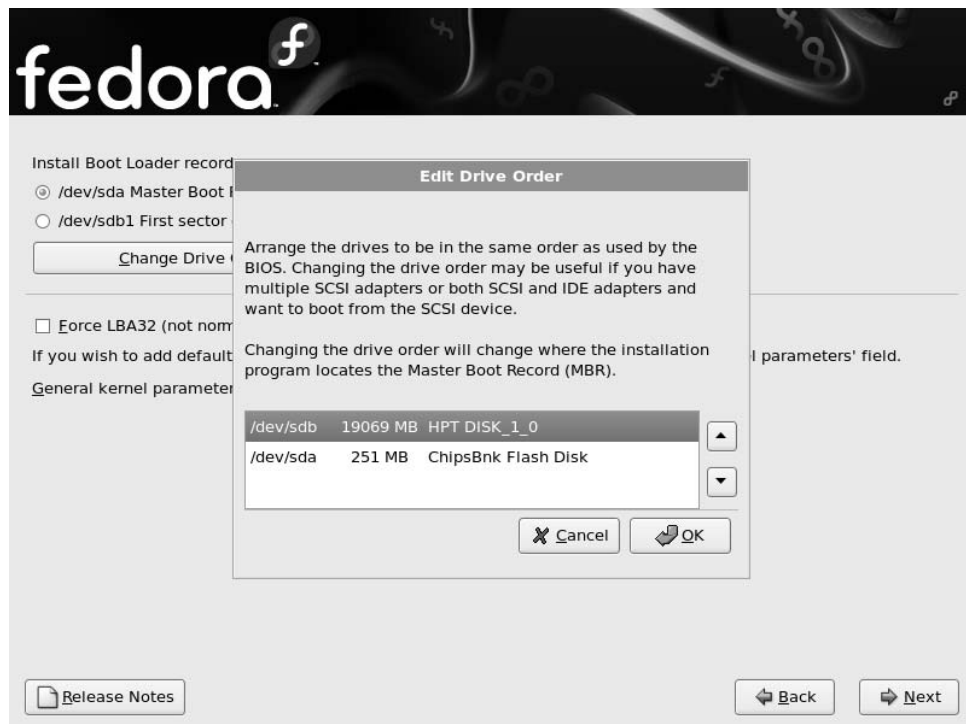 fedora
Install Boot Loader record
/dev/sda Master Boot
/dev/sdb1 First sector
Change Drive
Edit Drive Order
Arrange the drives to be in the same order as used by the
BIOS. Changing the drive order may be useful if you have
multiple SCSI adapters or both SCSI and IDE adapters and
want to boot from the SCSI device.
Changing the drive order will change where the installation
program locates the Master Boot Record (MBR).
/dev/sdb 19069 MB HPT DISK_1_0
/dev/sda 251 MB ChipsBnk Flash Disk
Cancel
OK
Force LBA32 (not
If you wish to add default
l parameters' field.
General kernel
Release Notes
Back
Next